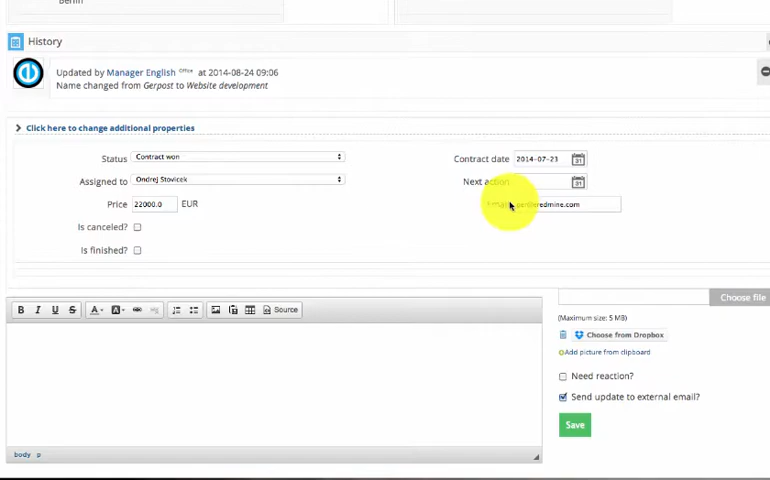 Berlin
History
Updated by Manager English Office at 2014-08-24 09:06
Name changed from Gerpost to Website development
Click here to change additional properties
Status Contract won Contract date 2014-07-23 31
Assigned to Ondrej Stovicek Next action 31
Price 22000.0 EUR
Is canceled?
Is finished?
B I U S A A Source
Choose file
(Maximum size: 5 MB)
Choose from Dropbox
Add picture from clipboard
Need reaction?
Send update to external email?
Save
body p